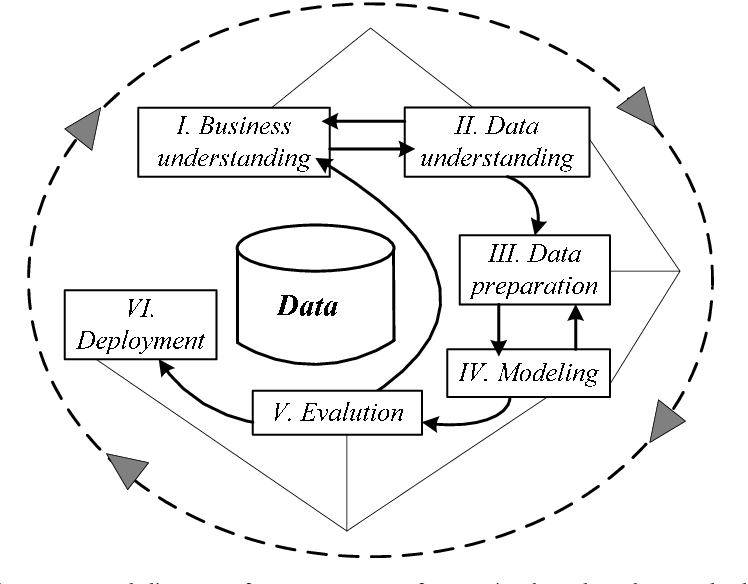 I. Business
understanding
II. Data
understanding
III. Data
preparation
Data
VI.
Deployment
IV. Modeling
V. Evalution